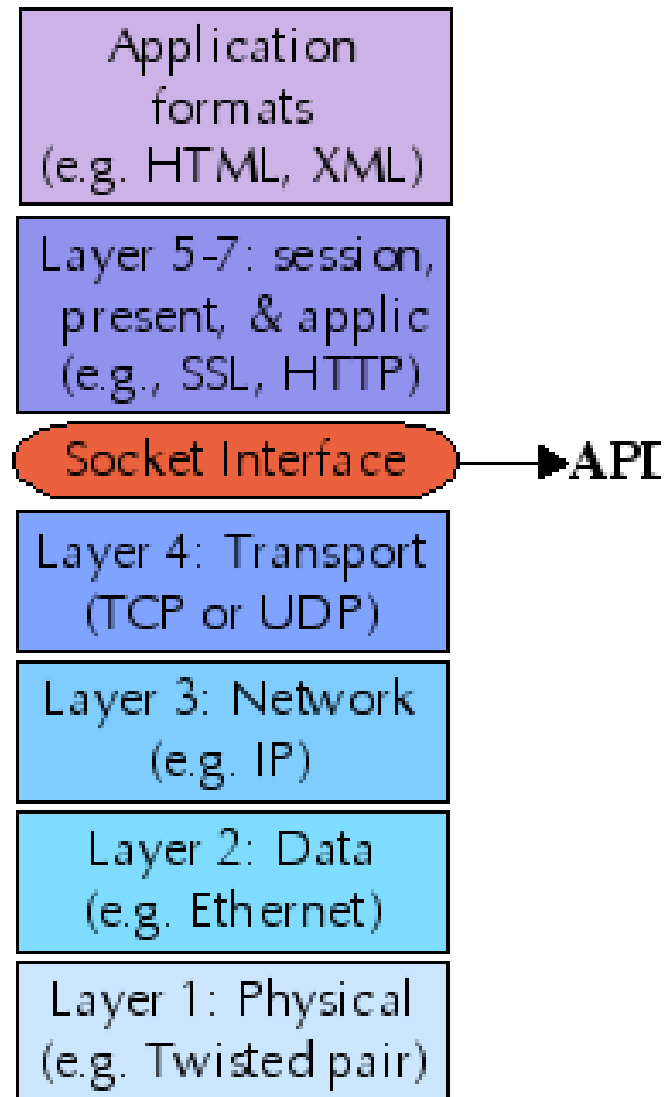 Application
formats
(e.g. HTML, XML)
Layer 5-7: session,
present, & applic
(e.g., SSL, HTTP)
Socket Interface
Layer 4: Transport
(TCP or UDP)
Layer 3: Network
(e.g. IP)
Layer 2: Data
(e.g. Ethernet)
Layer 1: Physical
(e.g. Twisted pair)